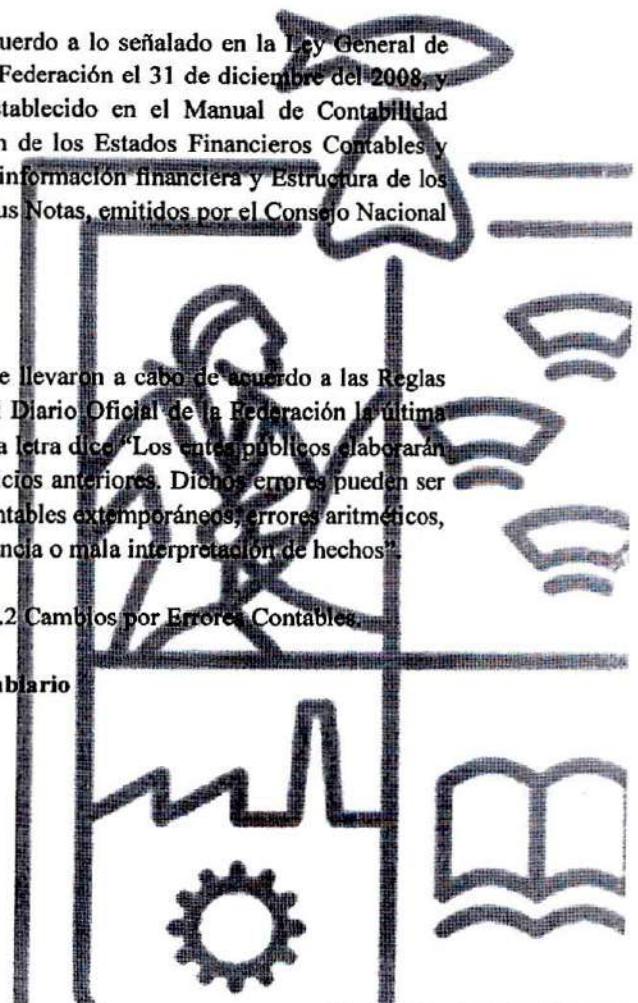 uerdo a lo señalado en la Ley General de
Federación el 31 de diciembre del 2008, y
stablecido en el Manual de Contabilidad
n de los Estados Financieros Contables y
información financiera y Estructura de los
us Notas, emitidos por el Consejo Nacional
e llevaron a cabo de acuerdo a las Reglas
l Diario Oficial de la Federación la última
a letra dice "Los entes públicos elaborarán
icios anteriores. Dichos errores pueden ser
ntables extemporáneos, errores aritméticos,
ncia o mala interpretación de hechos".
.2 Cambios por Errores Contables.
mbiario